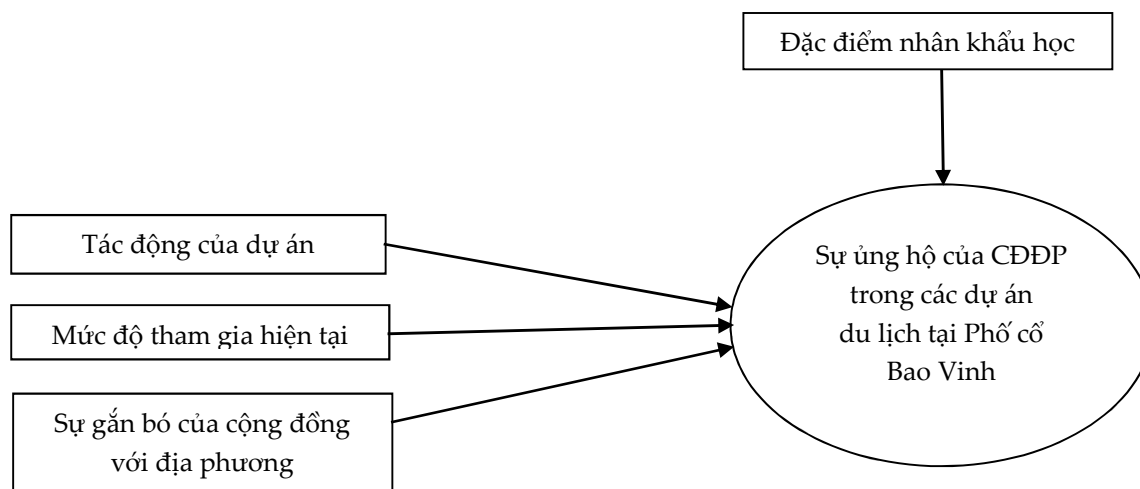 Đặc điểm nhân khẩu học
Tác động của dự án
Mức độ tham gia hiện tại
Sự gắn bó của cộng đồng
với địa phương
Sự ủng hộ của CĐĐP
trong các dự án
du lịch tại Phố cổ
Bao Vinh